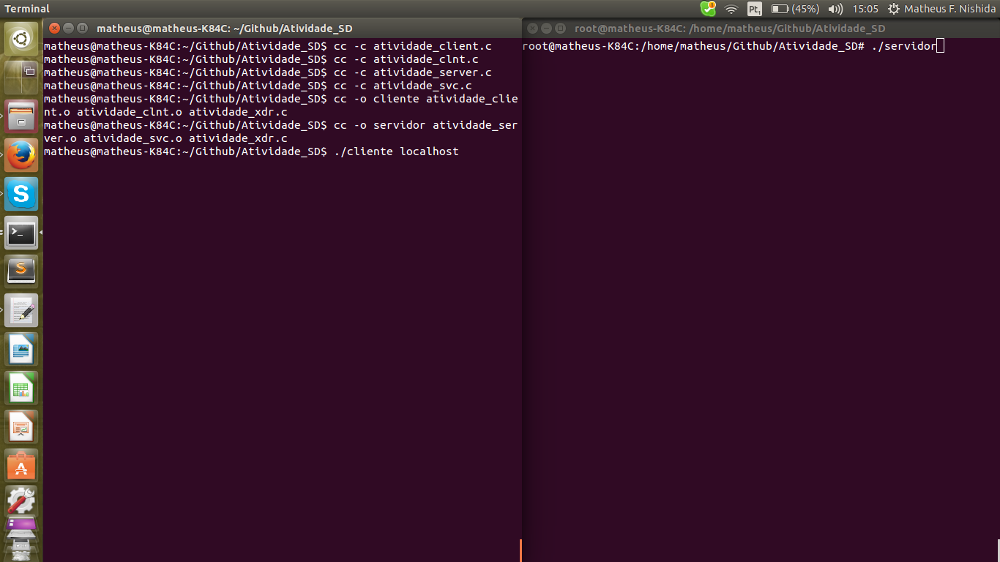 Terminal
Pt1
(45%)
15:05
Matheus F. Nishida
matheus@matheus-K84C: ~/Github/Atividade_SD
matheus@matheus-K84C:~/Github/Atividade_SD$ cc -c atividade_client.c
matheus@matheus-K84C:~/Github/Atividade_SD$ cc -c atividade_clnt.c
matheus@matheus-K84C:~/Github/Atividade_SD$ cc -c atividade_server.c
matheus@matheus-K84C:~/Github/Atividade_SD$ cc -c atividade_svc.c
matheus@matheus-K84C:~/Github/Atividade_SD$ cc -o cliente atividade_clie
nt.o atividade_clnt.o atividade_xdr.c
matheus@matheus-K84C:~/Github/Atividade_SD$ cc -o servidor atividade_ser
ver.o atividade_svc.o atividade_xdr.c
matheus@matheus-K84C:~/Github/Atividade_SD$ ./cliente localhost
root@matheus-K84C: /home/matheus/Github/Atividade_SD
root@matheus-K84C:/home/matheus/Github/Atividade_SD# ./servidor